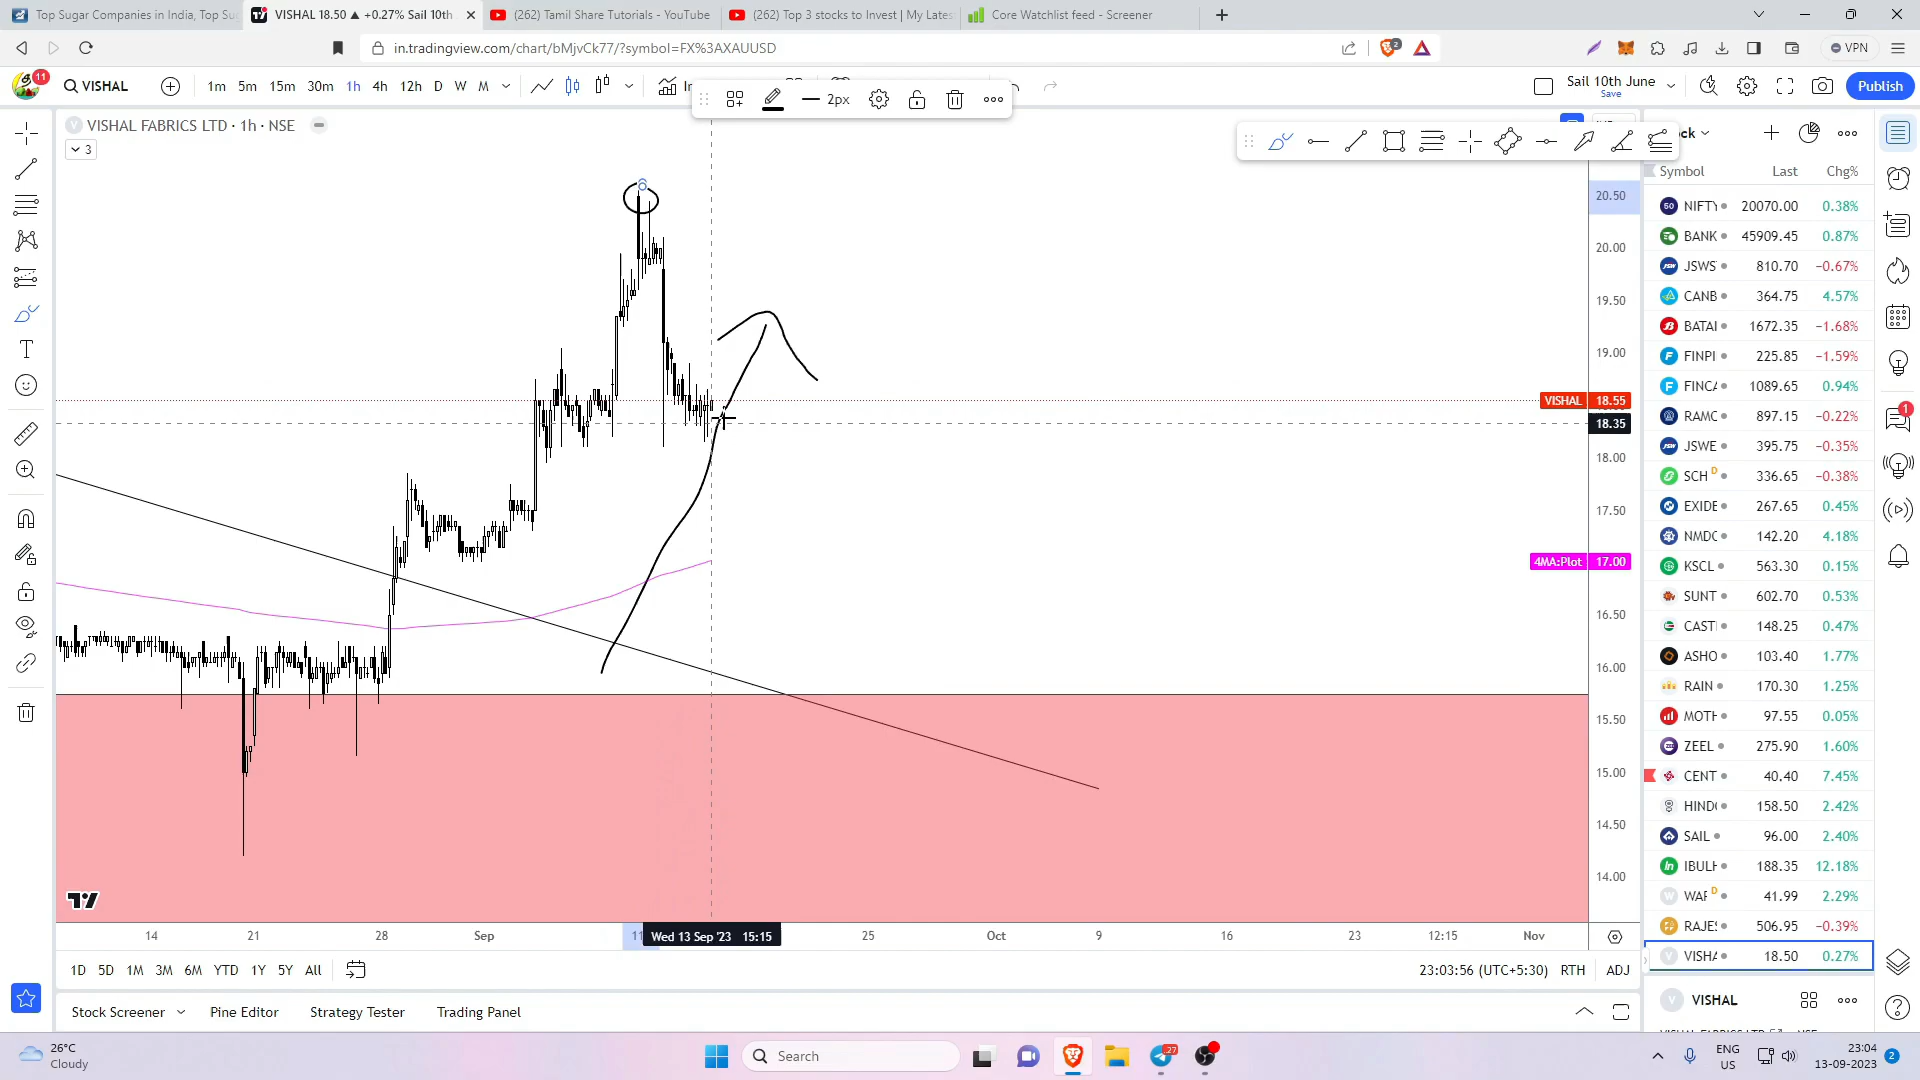 Top Sugar Companies in India, Top Su
VISHAL 18.50 ▲ +0.27% Sail 10th
(262) Tamil Share Tutorials - YouTube
(262) Top 3 stocks to Invest | My Lates
Core Watchlist feed - Screener
in.tradingview.com/chart/bMjvCk77/?symbol=FX%3AXAUUSD
2
VPN
11
VISHAL
1m 5m 15m 30m 1h 4h 12h D W M
2px
Sail 10th June
Save
Publish
VISHAL FABRICS LTD · 1h · NSE
3
20.50
20.00
19.50
19.00
VISHAL 18.55
18.35
18.00
17.50
4MA:Plot 17.00
16.50
16.00
15.50
15.00
14.50
14.00
14 21 28 Sep 11 Wed 13 Sep '23 15:15 25 Oct 9 16 23 12:15 Nov
1D 5D 1M 3M 6M YTD 1Y 5Y All
23:03:56 (UTC+5:30) RTH ADJ
Stock Screener Pine Editor Strategy Tester Trading Panel
Symbol Last Chg%
50 NIFTY 20070.00 0.38%
BANK 45909.45 0.87%
JSWS 810.70 −0.67%
CANB 364.75 4.57%
BATAI 1672.35 −1.68%
FINPI 225.85 −1.59%
FINCA 1089.65 0.94%
RAMC 897.15 −0.22%
JSWE 395.75 −0.35%
SCH D 336.65 −0.38%
EXIDE 267.65 0.45%
NMDC 142.20 4.18%
KSCL 563.30 0.15%
SUNT 602.70 0.53%
CAST 148.25 0.47%
ASHO 103.40 1.77%
RAIN 170.30 1.25%
MOTH 97.55 0.05%
ZEEL 275.90 1.60%
CENT 40.40 7.45%
HIND 158.50 2.42%
SAIL 96.00 2.40%
IBULH 188.35 12.18%
WAR D 41.99 2.29%
RAJES 506.95 −0.39%
VISHA 18.50 0.27%
V VISHAL
1
26°C
Cloudy
Search
27
ENG
US
23:04
13-09-2023
2